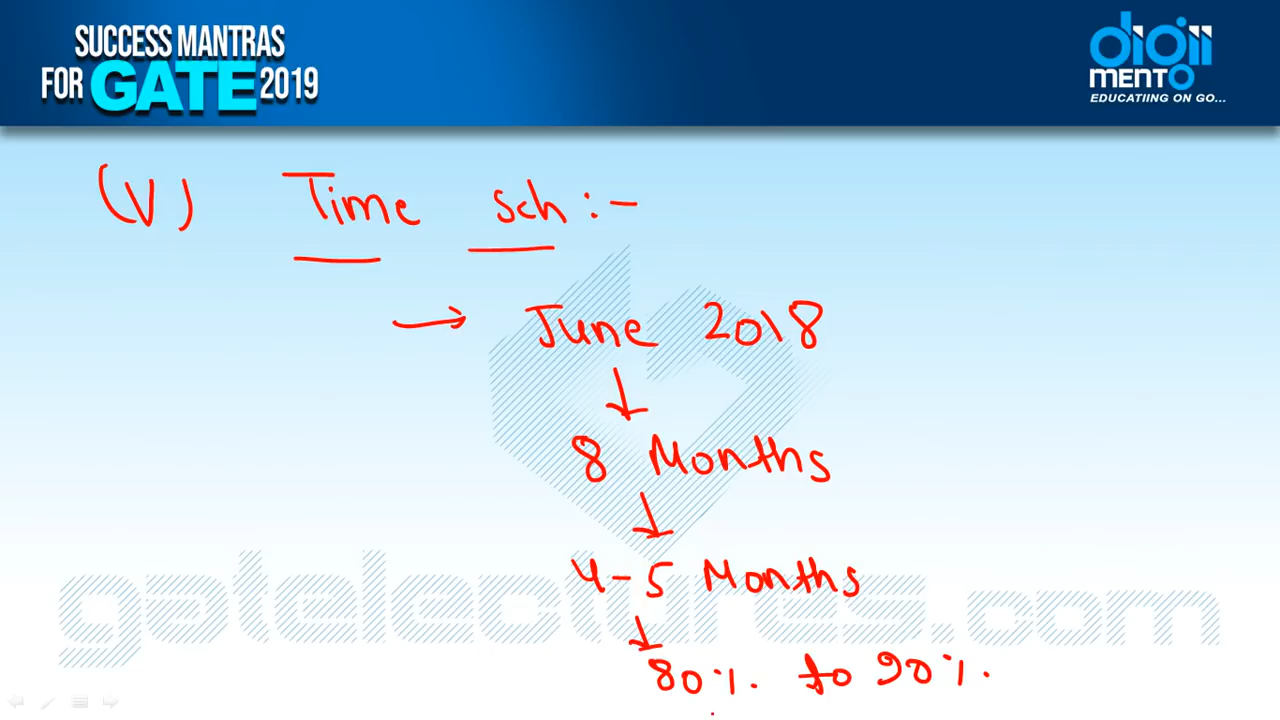 SUCCESS MANTRAS
FOR GATE 2019
digii
MENTO
EDUCATIING ON GO...
(V) Time sch:-
→ June 2018
↓
8 Months
↓
4-5 Months
↓
80%. to 90%.
gatelectures.com